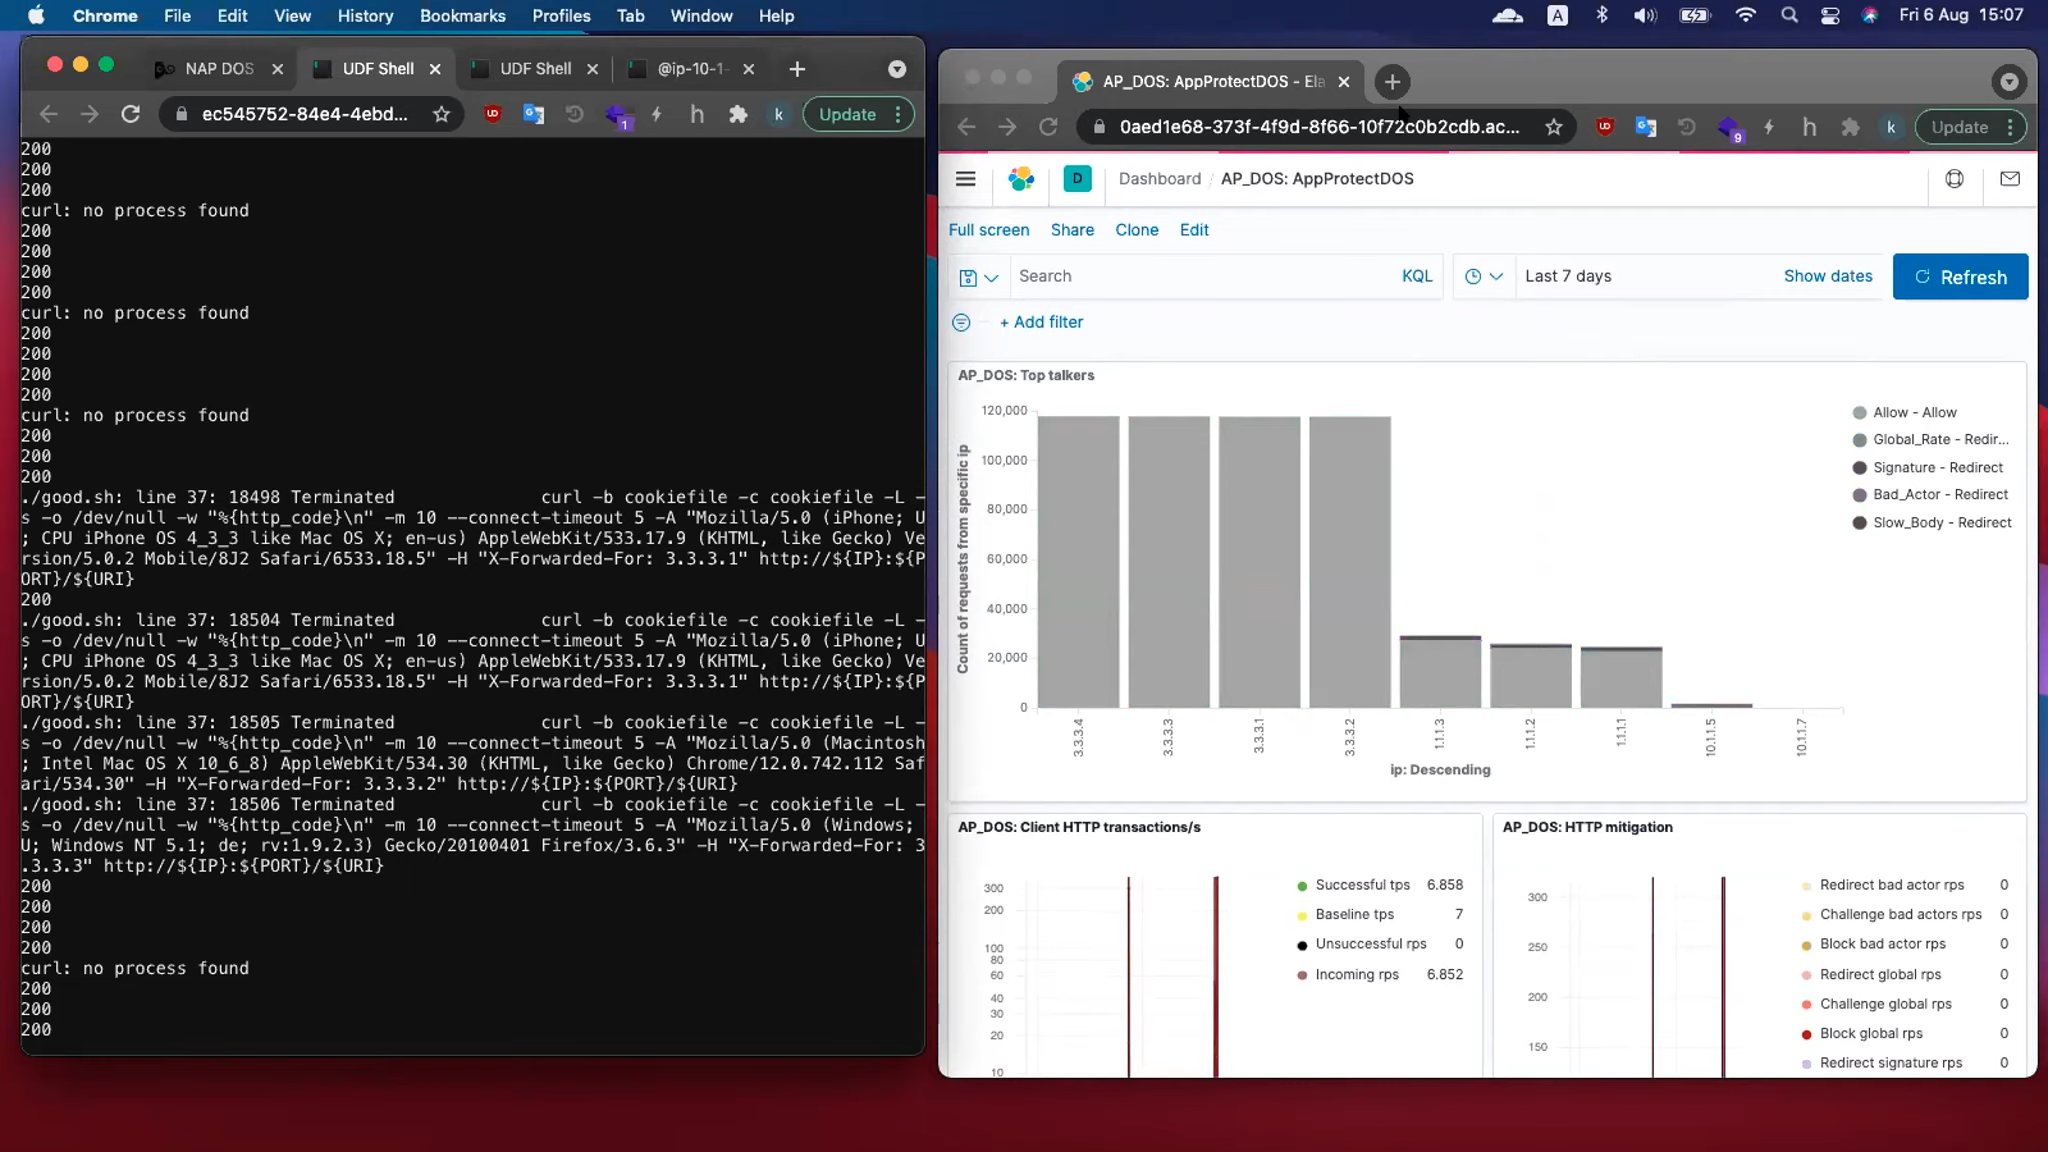 Chrome File Edit View History Bookmarks Profiles Tab Window Help
A
Fri 6 Aug 15:07
NAP DOS
UDF Shell
UDF Shell
@ip-10-1-
ec545752-84e4-4ebd...
1
h
k
Update
200
200
200
curl: no process found
200
200
200
200
curl: no process found
200
200
200
200
curl: no process found
200
200
200
./good.sh: line 37: 18498 Terminated              curl -b cookiefile -c cookiefile -L -
s -o /dev/null -w "%{http_code}\n" -m 10 --connect-timeout 5 -A "Mozilla/5.0 (iPhone; U
; CPU iPhone OS 4_3_3 like Mac OS X; en-us) AppleWebKit/533.17.9 (KHTML, like Gecko) Ve
rsion/5.0.2 Mobile/8J2 Safari/6533.18.5" -H "X-Forwarded-For: 3.3.3.1" http://${IP}:${P
ORT}/${URI}
200
./good.sh: line 37: 18504 Terminated              curl -b cookiefile -c cookiefile -L -
s -o /dev/null -w "%{http_code}\n" -m 10 --connect-timeout 5 -A "Mozilla/5.0 (iPhone; U
; CPU iPhone OS 4_3_3 like Mac OS X; en-us) AppleWebKit/533.17.9 (KHTML, like Gecko) Ve
rsion/5.0.2 Mobile/8J2 Safari/6533.18.5" -H "X-Forwarded-For: 3.3.3.1" http://${IP}:${P
ORT}/${URI}
./good.sh: line 37: 18505 Terminated              curl -b cookiefile -c cookiefile -L -
s -o /dev/null -w "%{http_code}\n" -m 10 --connect-timeout 5 -A "Mozilla/5.0 (Macintosh
; Intel Mac OS X 10_6_8) AppleWebKit/534.30 (KHTML, like Gecko) Chrome/12.0.742.112 Saf
ari/534.30" -H "X-Forwarded-For: 3.3.3.2" http://${IP}:${PORT}/${URI}
./good.sh: line 37: 18506 Terminated              curl -b cookiefile -c cookiefile -L -
s -o /dev/null -w "%{http_code}\n" -m 10 --connect-timeout 5 -A "Mozilla/5.0 (Windows;
U; Windows NT 5.1; de; rv:1.9.2.3) Gecko/20100401 Firefox/3.6.3" -H "X-Forwarded-For: 3
.3.3.3" http://${IP}:${PORT}/${URI}
200
200
200
200
curl: no process found
200
200
200
AP_DOS: AppProtectDOS - Ela
0aed1e68-373f-4f9d-8f66-10f72c0b2cdb.ac...
9
h
k
Update
D
Dashboard / AP_DOS: AppProtectDOS
Full screen Share Clone Edit
Search
KQL
Last 7 days
Show dates
Refresh
+ Add filter
AP_DOS: Top talkers
Count of requests from specific ip
120,000
100,000
80,000
60,000
40,000
20,000
0
3.3.3.4
3.3.3.3
3.3.3.1
3.3.3.2
1.1.1.3
1.1.1.2
1.1.1.1
10.1.1.5
10.1.1.7
ip: Descending
Allow - Allow
Global_Rate - Redir...
Signature - Redirect
Bad_Actor - Redirect
Slow_Body - Redirect
AP_DOS: Client HTTP transactions/s
300
200
100
80
60
40
30
20
10
Successful tps 6.858
Baseline tps 7
Unsuccessful rps 0
Incoming rps 6.852
AP_DOS: HTTP mitigation
300
250
200
150
Redirect bad actor rps 0
Challenge bad actors rps 0
Block bad actor rps 0
Redirect global rps 0
Challenge global rps 0
Block global rps 0
Redirect signature rps 0